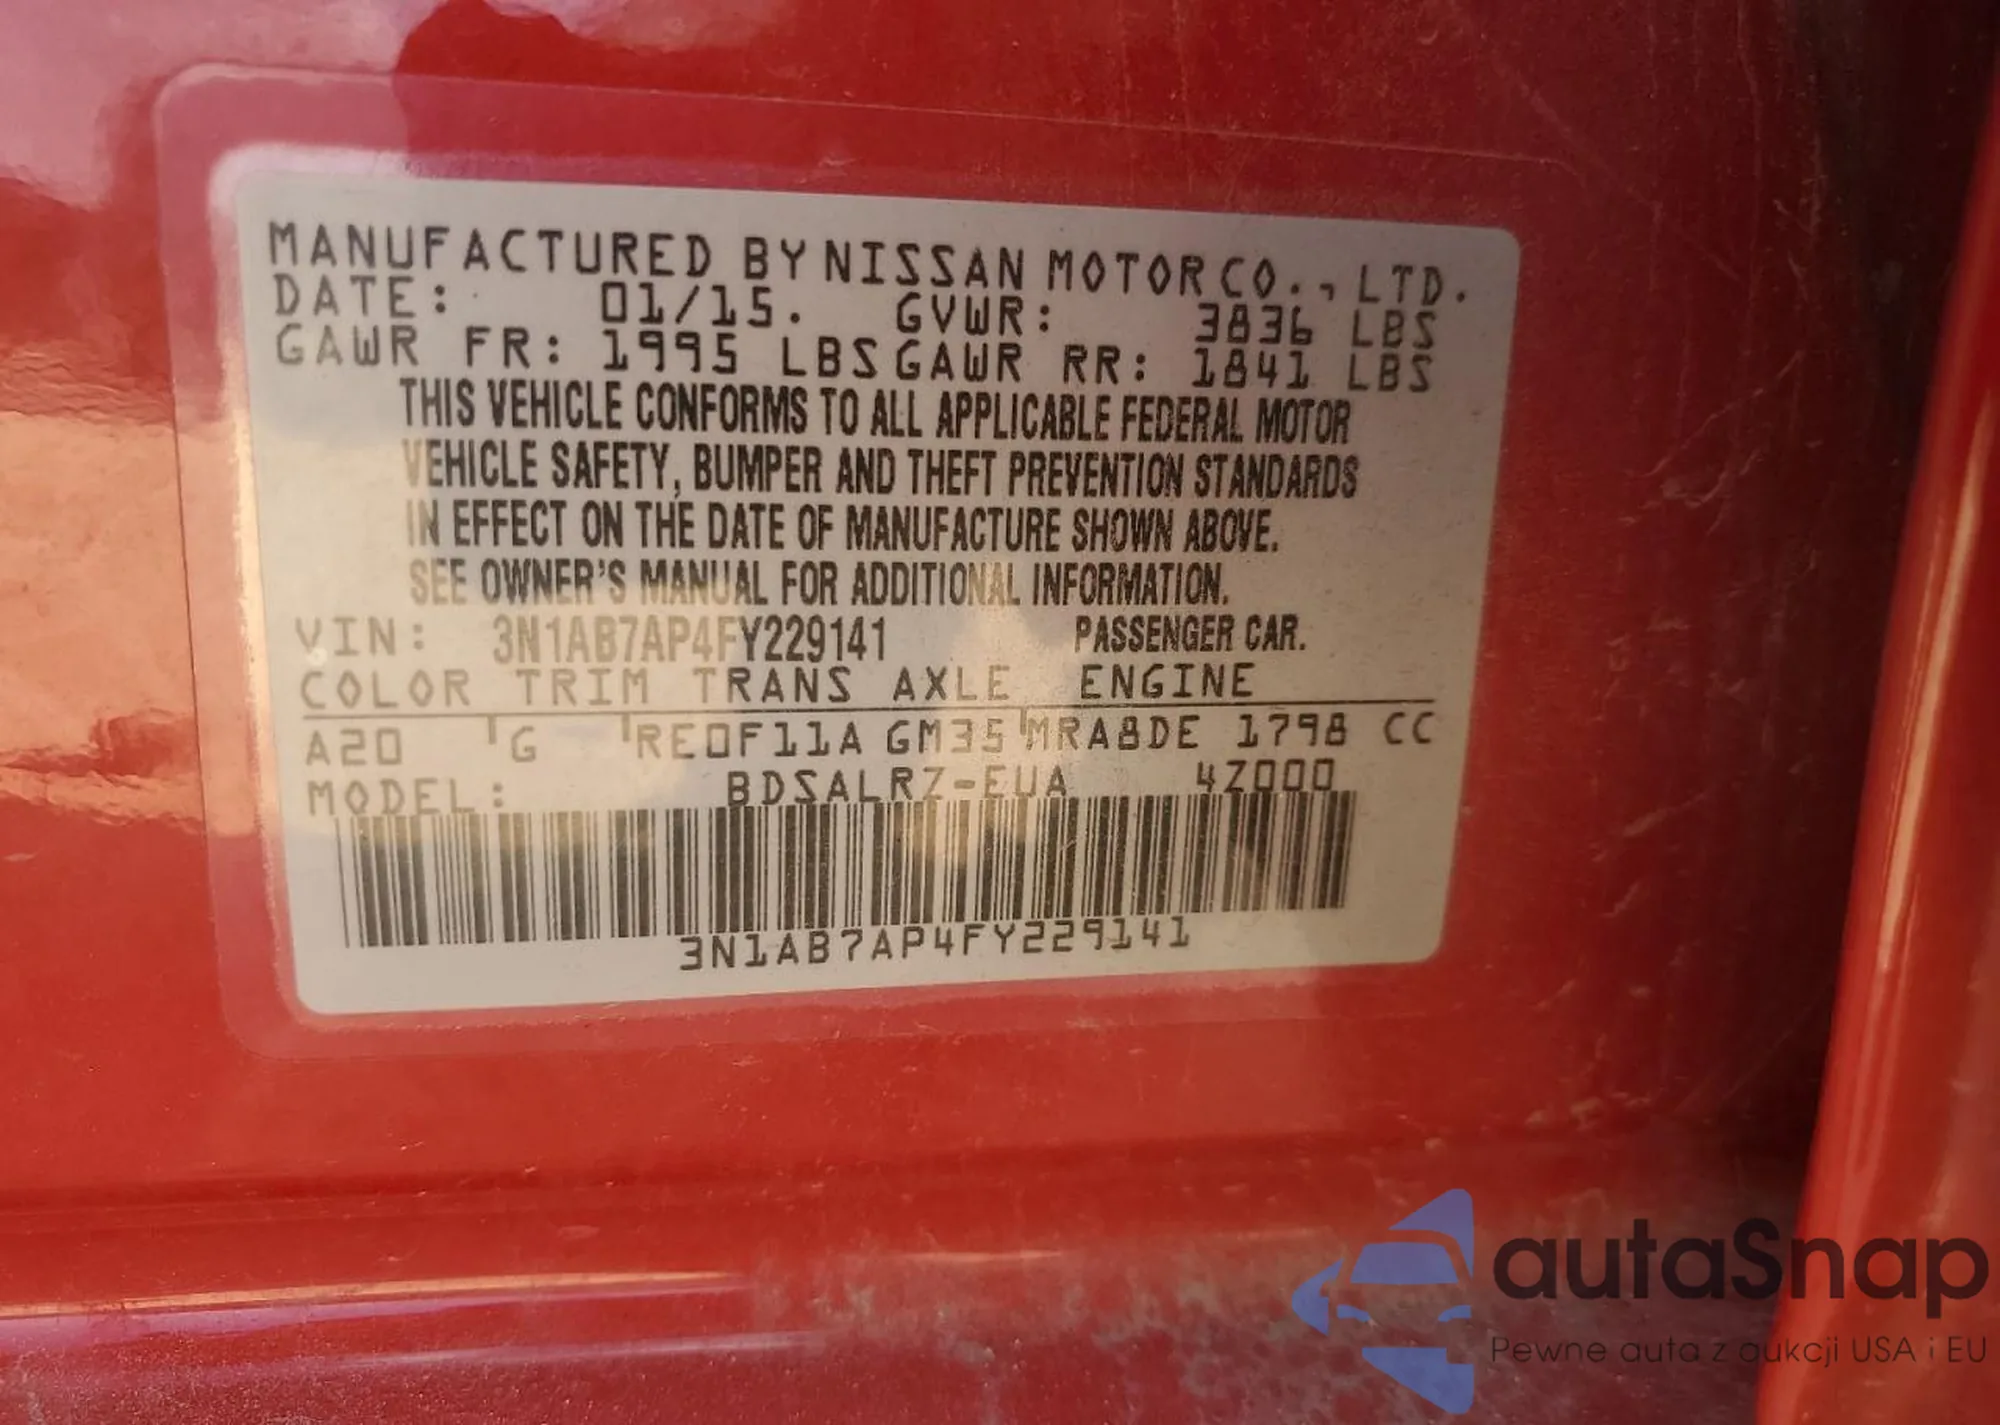 MANUFACTURED BY NISSAN MOTOR CO., LTD.
DATE: 01/15. GVWR: 3836 LBS
GAWR FR: 1995 LBS GAWR RR: 1841 LBS
THIS VEHICLE CONFORMS TO ALL APPLICABLE FEDERAL MOTOR
VEHICLE SAFETY, BUMPER AND THEFT PREVENTION STANDARDS
IN EFFECT ON THE DATE OF MANUFACTURE SHOWN ABOVE.
SEE OWNER'S MANUAL FOR ADDITIONAL INFORMATION.
VIN: 3N1AB7AP4FY229141 PASSENGER CAR.
COLOR TRIM TRANS AXLE ENGINE
A20 G RE0F11A GM35 MRA8DE 1798 CC
MODEL: BDSALRZ-EUA 4Z000
3N1AB7AP4FY229141
autaSnap
Pewne auta z aukcji USA i EU